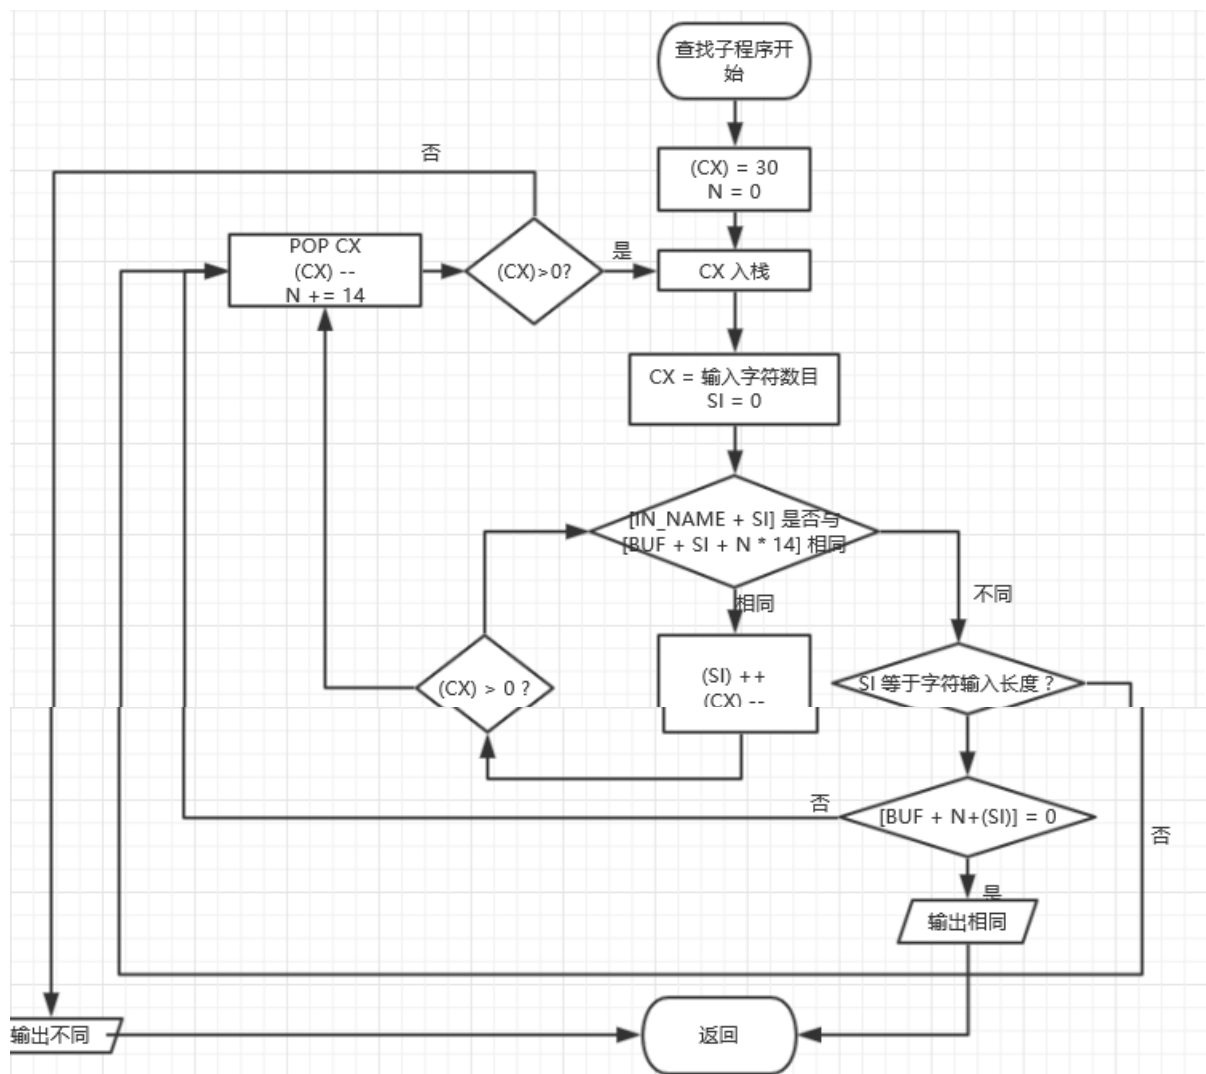 查找子程序开
始
(CX) = 30
N = 0
否
POP CX
(CX) --
N += 14
(CX)>0?
是
CX 入栈
CX = 输入字符数目
SI = 0
[IN_NAME + SI] 是否与
[BUF + SI + N * 14] 相同
相同
不同
(CX) > 0 ?
(SI) ++
(CX) --
SI 等于字符输入长度 ?
否
[BUF + N+(SI)] = 0
否
是
输出相同
输出不同
返回